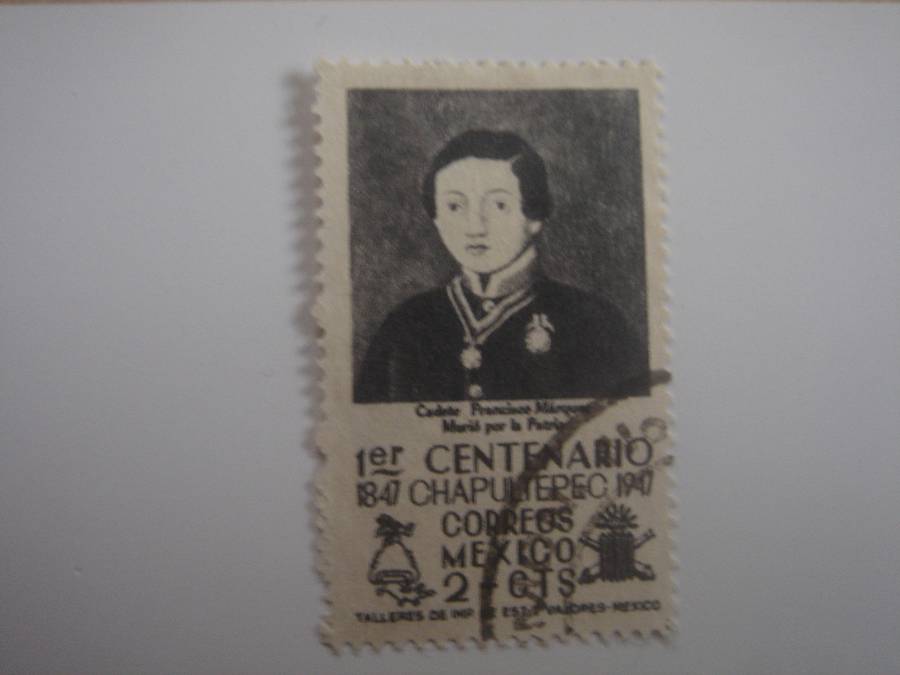 Cadete Francisco Márquez
Murió por la Patria
1er CENTENARIO
1847 CHAPULTEPEC 1947
CORREOS
MEXICO
2 CTS
TALLERES DE IMP. DE EST. Y VALORES-MEXICO